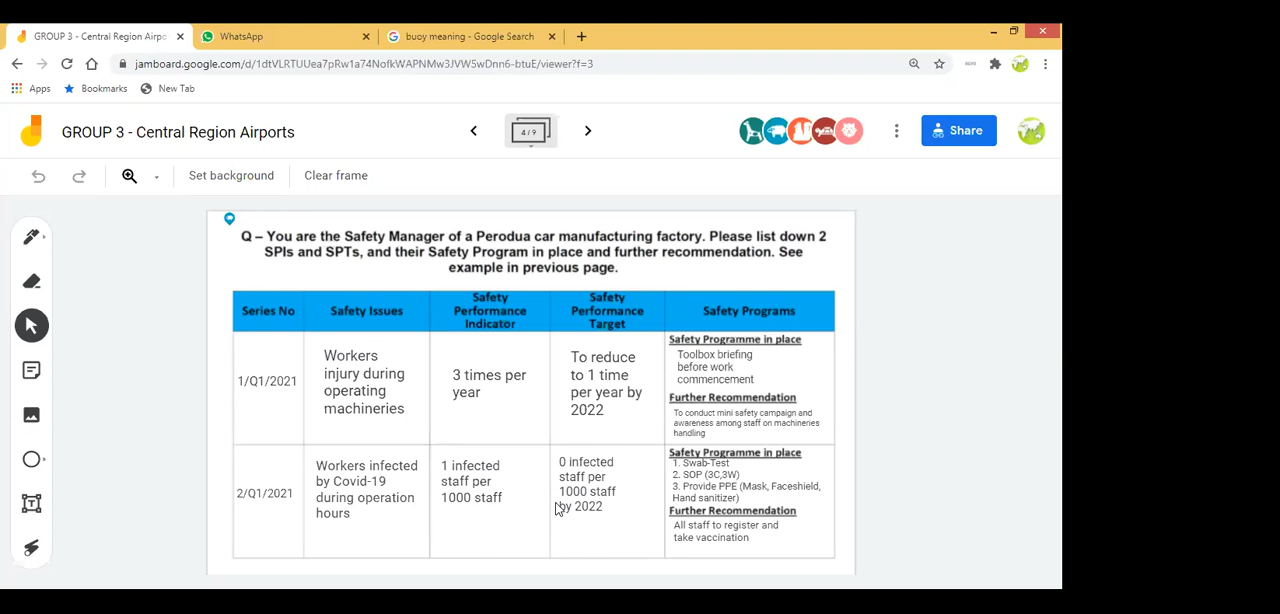 GROUP 3 - Central Region Airpo
WhatsApp
buoy meaning - Google Search
jamboard.google.com/d/1dtVLRTUUea7pRw1a74NofkWAPNMw3JVW5wDnn6-btuE/viewer?f=3
Apps
Bookmarks
New Tab
GROUP 3 - Central Region Airports
4 / 9
Share
Set background
Clear frame
Q – You are the Safety Manager of a Perodua car manufacturing factory. Please list down 2
SPIs and SPTs, and their Safety Program in place and further recommendation. See
example in previous page.
Series No
Safety Issues
Safety
Performance
Indicator
Safety
Performance
Target
Safety Programs
1/Q1/2021
Workers
injury during
operating
machineries
3 times per
year
To reduce
to 1 time
per year by
2022
Safety Programme in place
Toolbox briefing
before work
commencement
Further Recommendation
To conduct mini safety campaign and
awareness among staff on machineries
handling
2/Q1/2021
Workers infected
by Covid-19
during operation
hours
1 infected
staff per
1000 staff
0 infected
staff per
1000 staff
by 2022
Safety Programme in place
1. Swab-Test
2. SOP (3C,3W)
3. Provide PPE (Mask, Faceshield,
Hand sanitizer)
Further Recommendation
All staff to register and
take vaccination